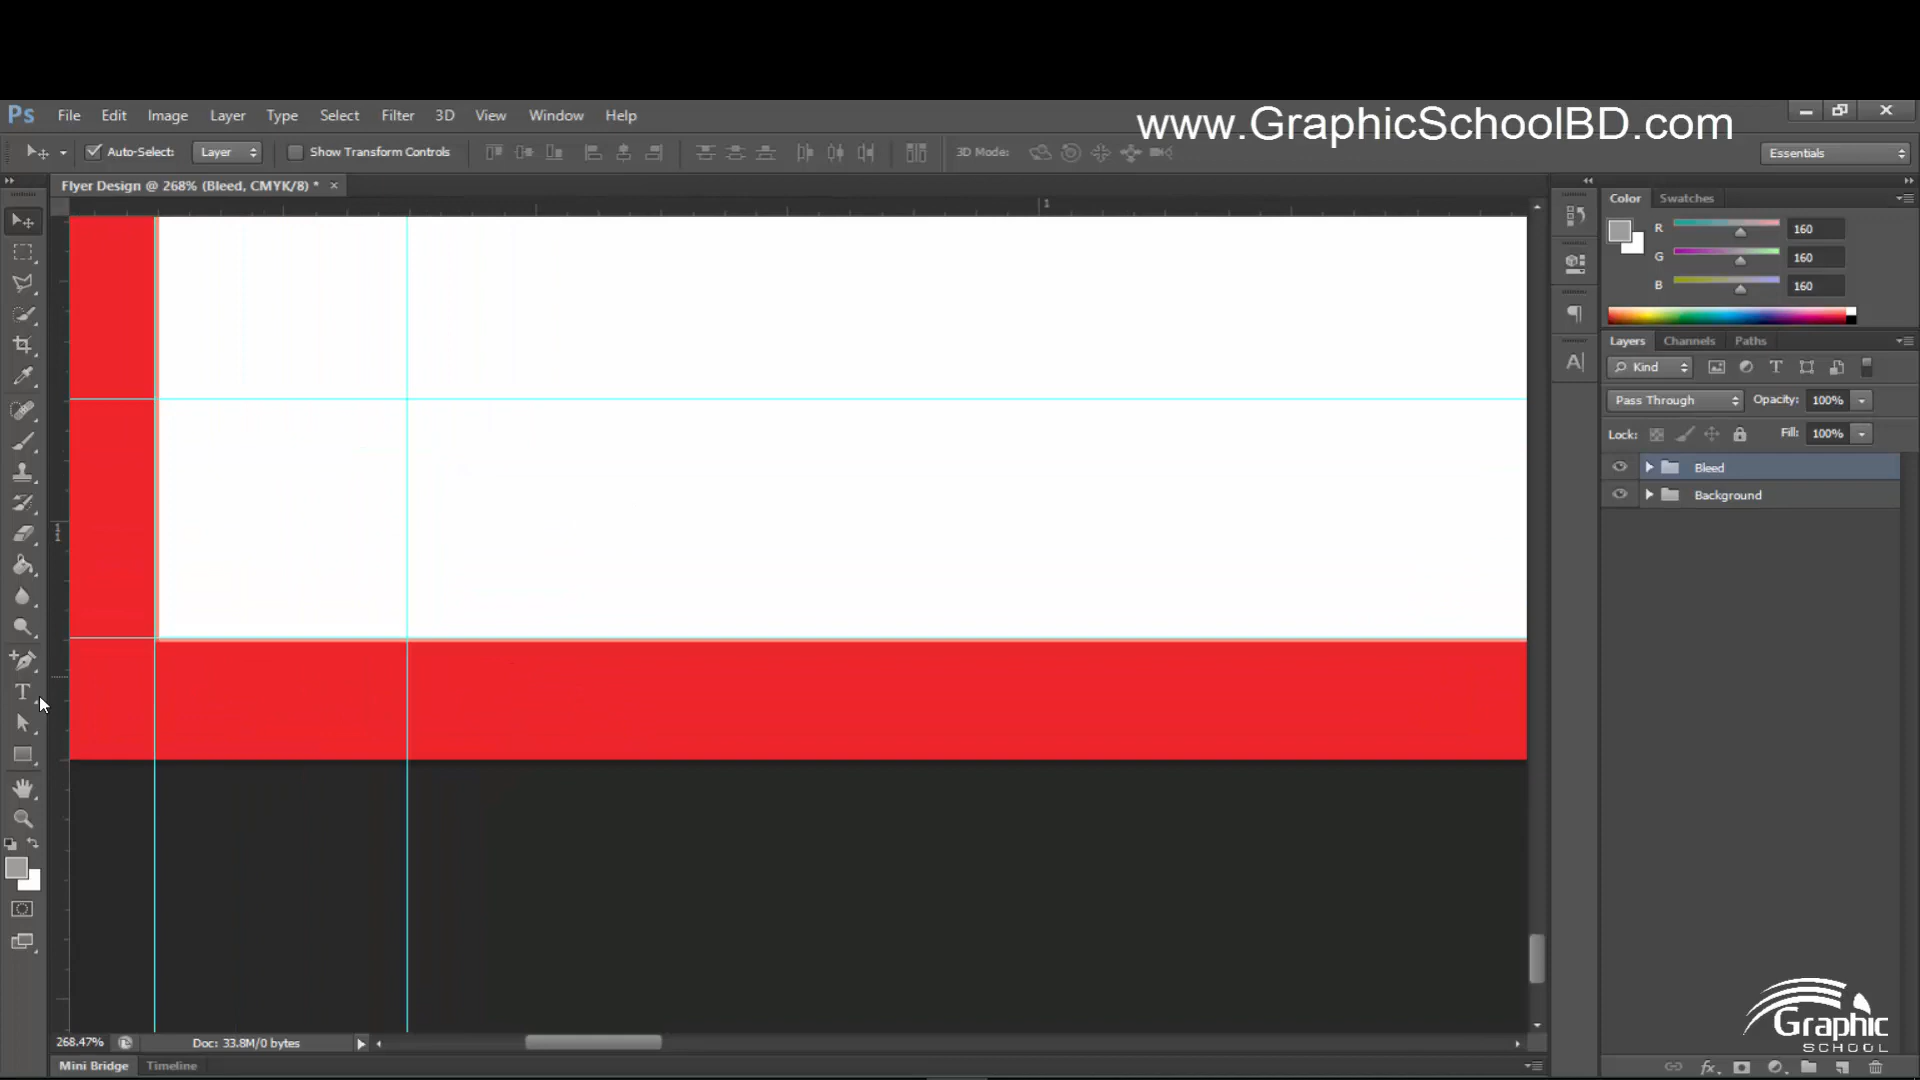 www.GraphicSchoolBD.com
Ps File Edit Image Layer Type Select Filter 3D View Window Help
Auto-Select: Layer Show Transform Controls 3D Mode: Essentials
Flyer Design @ 268% (Bleed, CMYK/8) * ×
1
Color Swatches
R 160
G 160
B 160
Layers Channels Paths
Kind
Pass Through Opacity: 100%
Lock: Fill: 100%
Bleed
Background
268.47% Doc: 33.8M/0 bytes
Mini Bridge Timeline
Graphic
SCHOOL